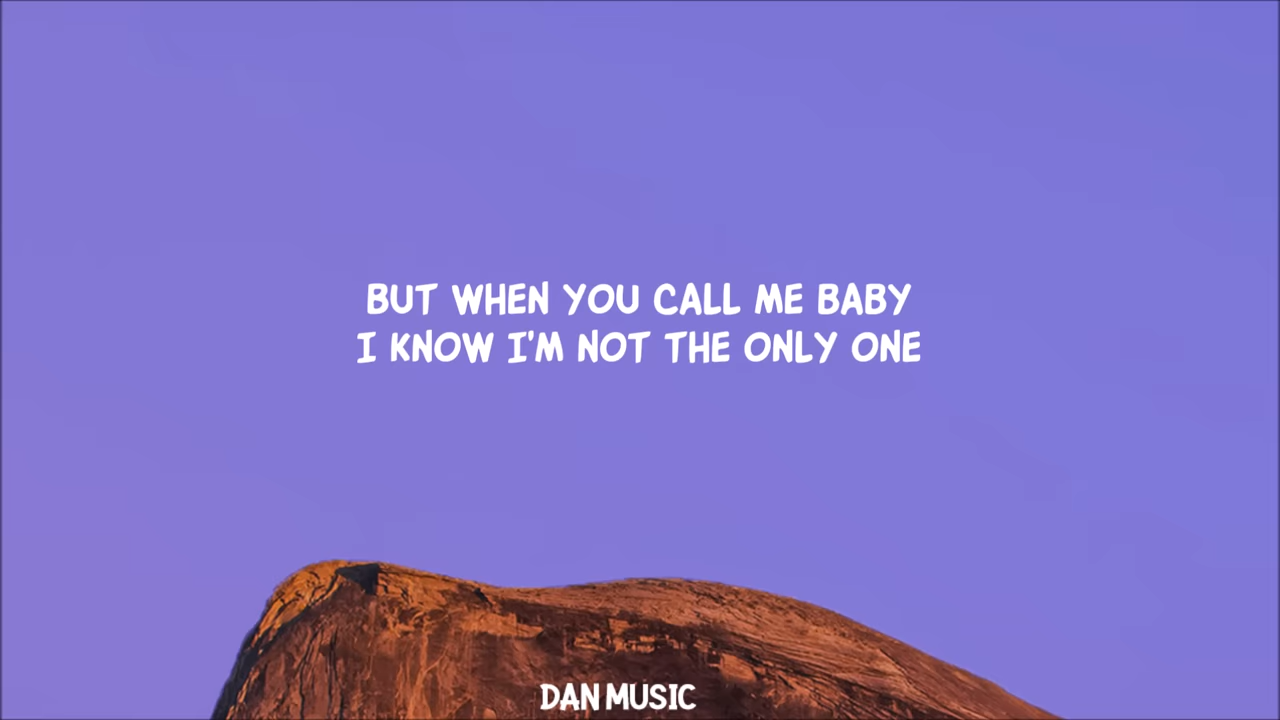 BUT WHEN YOU CALL ME BABY
I KNOW I'M NOT THE ONLY ONE
DAN MUSIC